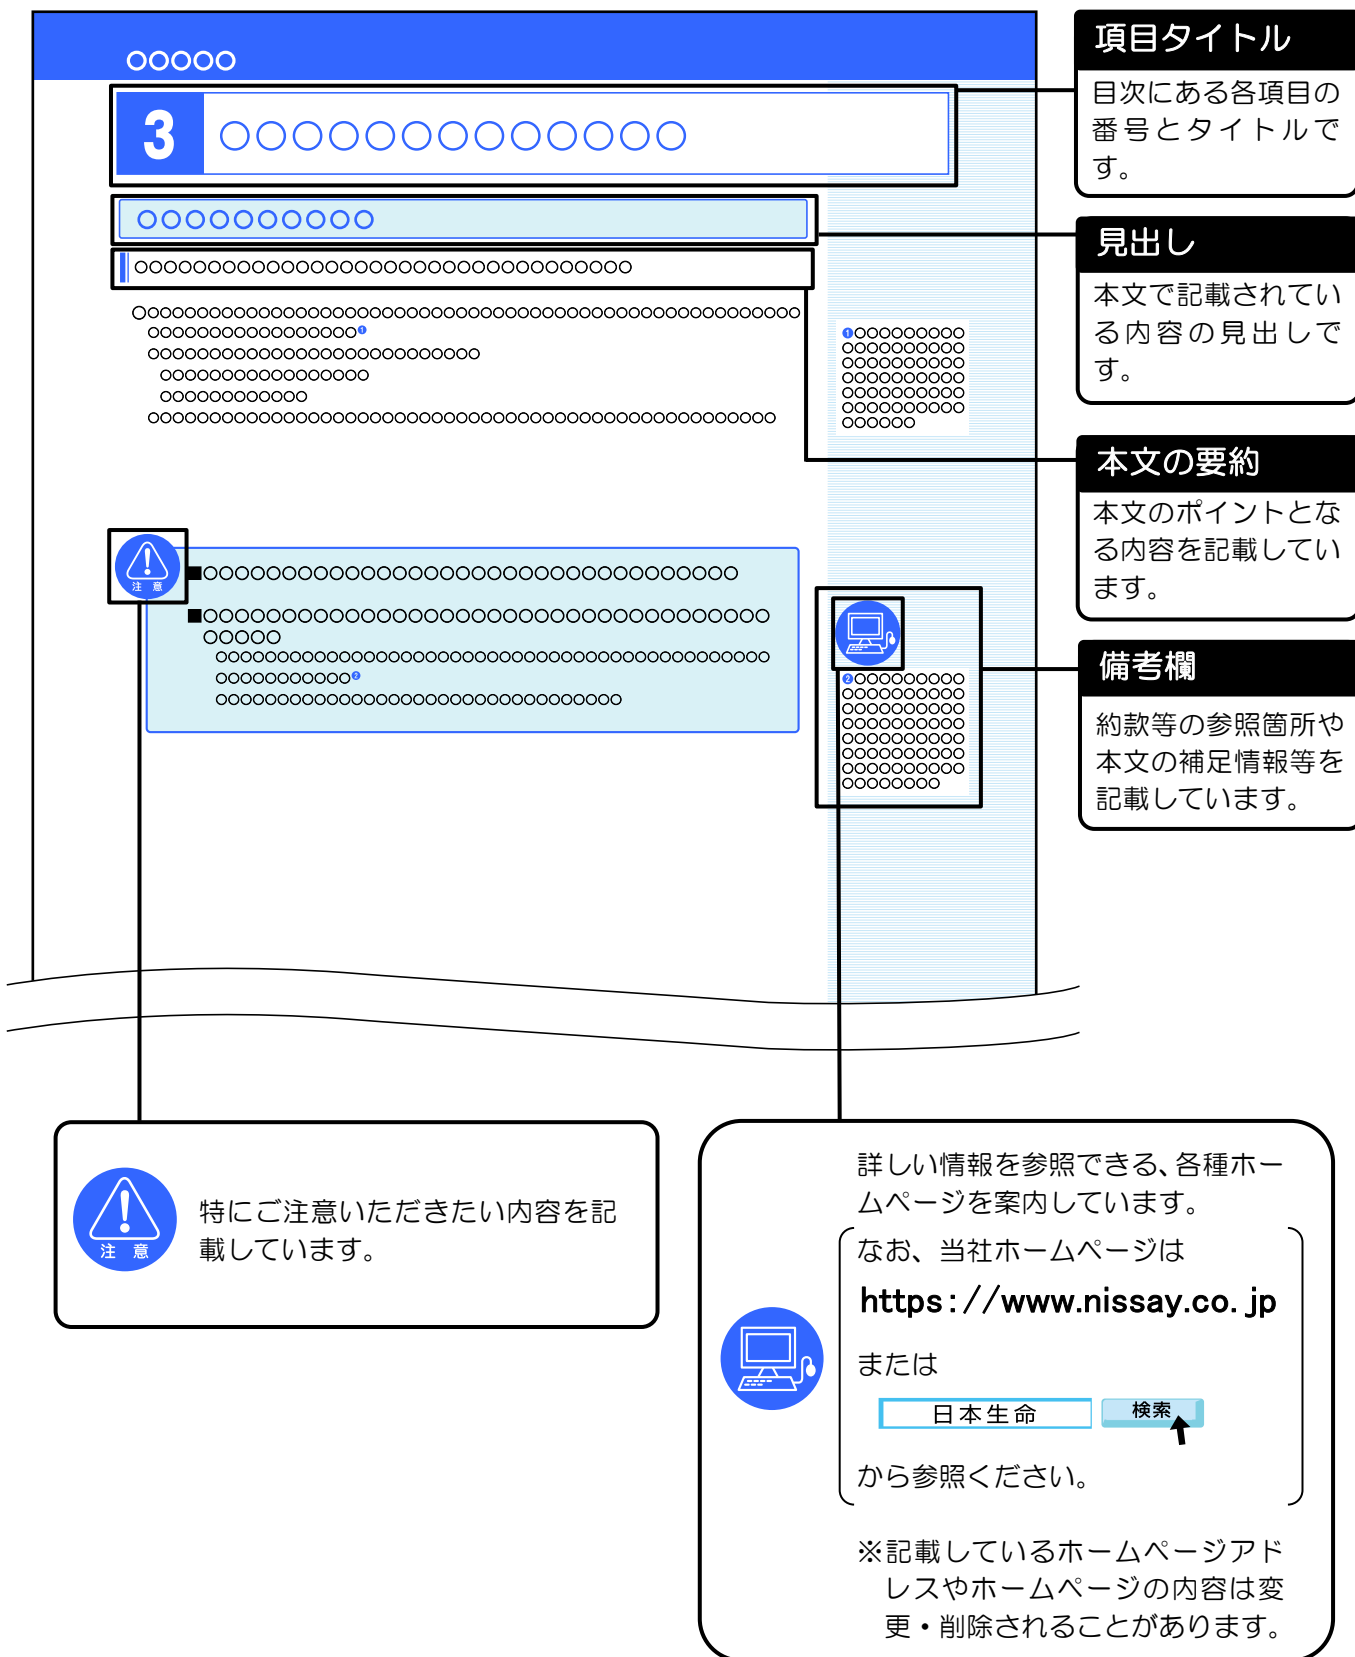 ○○○○○
3 ○○○○○○○○○○○○○
○○○○○○○○○○
○○○○○○○○○○○○○○○○○○○○○○○○○○○○○○○○○○
○○○○○○○○○○○○○○○○○○○○○○○○○○○○○○○○○○○○○○○○○○○○○○○○○○○○○○
○○○○○○○○○○○○○○○○○❶
○○○○○○○○○○○○○○○○○○○○○○○○○○○
○○○○○○○○○○○○○○○○○
○○○○○○○○○○○○
○○○○○○○○○○○○○○○○○○○○○○○○○○○○○○○○○○○○○○○○○○○○○○○○○○○
❶○○○○○○○○○
○○○○○○○○○○
○○○○○○○○○○
○○○○○○○○○○
○○○○○○○○○○
○○○○○○○○○○
○○○○○○
注 意
■○○○○○○○○○○○○○○○○○○○○○○○○○○○○○○○○○○
■○○○○○○○○○○○○○○○○○○○○○○○○○○○○○○○○○○○○
○○○○○
○○○○○○○○○○○○○○○○○○○○○○○○○○○○○○○○○○○○○○○○○○○○○
○○○○○○○○○○○❷
○○○○○○○○○○○○○○○○○○○○○○○○○○○○○○○○○
❷○○○○○○○○○
○○○○○○○○○○
○○○○○○○○○○
○○○○○○○○○○
○○○○○○○○○○
○○○○○○○○○○
○○○○○○○○○○
○○○○○○○○
項目タイトル
目次にある各項目の
番号とタイトルで
す。
見出し
本文で記載されてい
る内容の見出しで
す。
本文の要約
本文のポイントとな
る内容を記載してい
ます。
備考欄
約款等の参照箇所や
本文の補足情報等を
記載しています。
注 意
特にご注意いただきたい内容を記
載しています。
詳しい情報を参照できる、各種ホー
ムページを案内しています。
なお、当社ホームページは
https://www.nissay.co.jp
または
日本生命 検索
から参照ください。
※記載しているホームページアド
レスやホームページの内容は変
更・削除されることがあります。